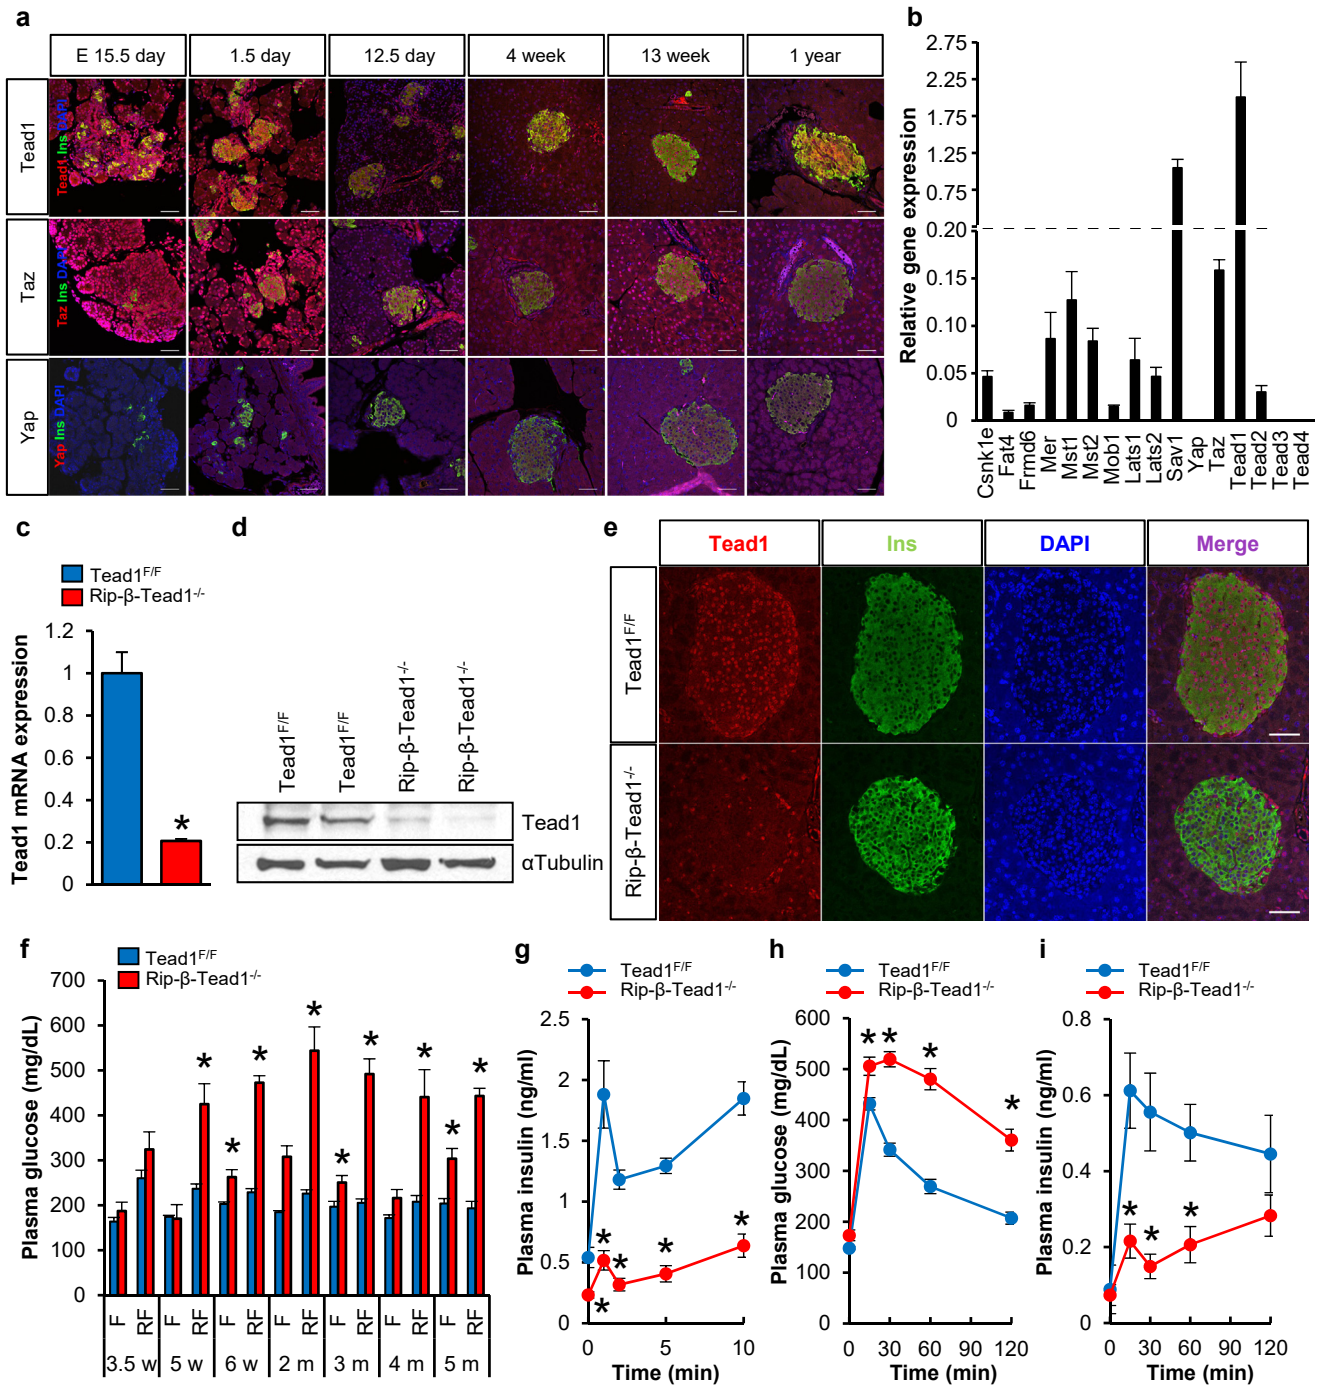 a
E 15.5 day
1.5 day
12.5 day
4 week
13 week
1 year
Tead1
Tead1 Ins DAPI
Taz
Taz Ins DAPI
Yap
Yap Ins DAPI
b
Relative gene expression
2.75
2.25
1.75
1.25
0.75
0.20
0.15
0.10
0.05
0
Csnk1e
Fat4
Frmd6
Mer
Mst1
Mst2
Mob1
Lats1
Lats2
Sav1
Yap
Taz
Tead1
Tead2
Tead3
Tead4
c
Tead1F/F
Rip-β-Tead1-/-
Tead1 mRNA expression
1.2
1
0.8
0.6
0.4
0.2
0
*
d
Tead1F/F
Tead1F/F
Rip-β-Tead1-/-
Rip-β-Tead1-/-
Tead1
αTubulin
e
Tead1
Ins
DAPI
Merge
Tead1F/F
Rip-β-Tead1-/-
f
Tead1F/F
Rip-β-Tead1-/-
Plasma glucose (mg/dL)
700
600
500
400
300
200
100
0
* * * * * * * * *
F RF F RF F RF F RF F RF F RF F RF
3.5 w 5 w 6 w 2 m 3 m 4 m 5 m
g
Tead1F/F
Rip-β-Tead1-/-
Plasma insulin (ng/ml)
2.5
2
1.5
1
0.5
0
* * * * *
0 5 10
Time (min)
h
Tead1F/F
Rip-β-Tead1-/-
Plasma glucose (mg/dL)
600
500
400
300
200
100
0
* * * *
0 30 60 90 120
Time (min)
i
Tead1F/F
Rip-β-Tead1-/-
Plasma insulin (ng/ml)
0.8
0.6
0.4
0.2
0
* * *
0 30 60 90 120
Time (min)